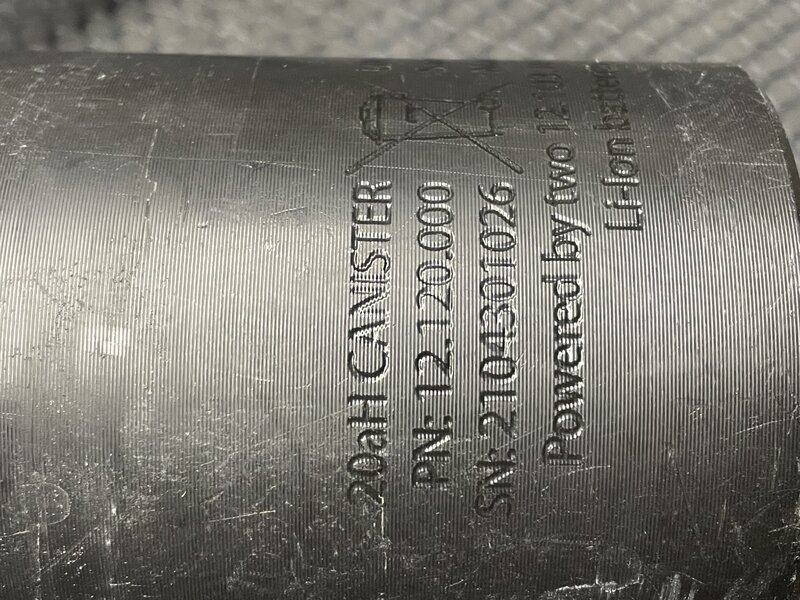 20aH CANISTER
PN: 12.120.000
SN: 2104301026
Powered by two
Li-Ion